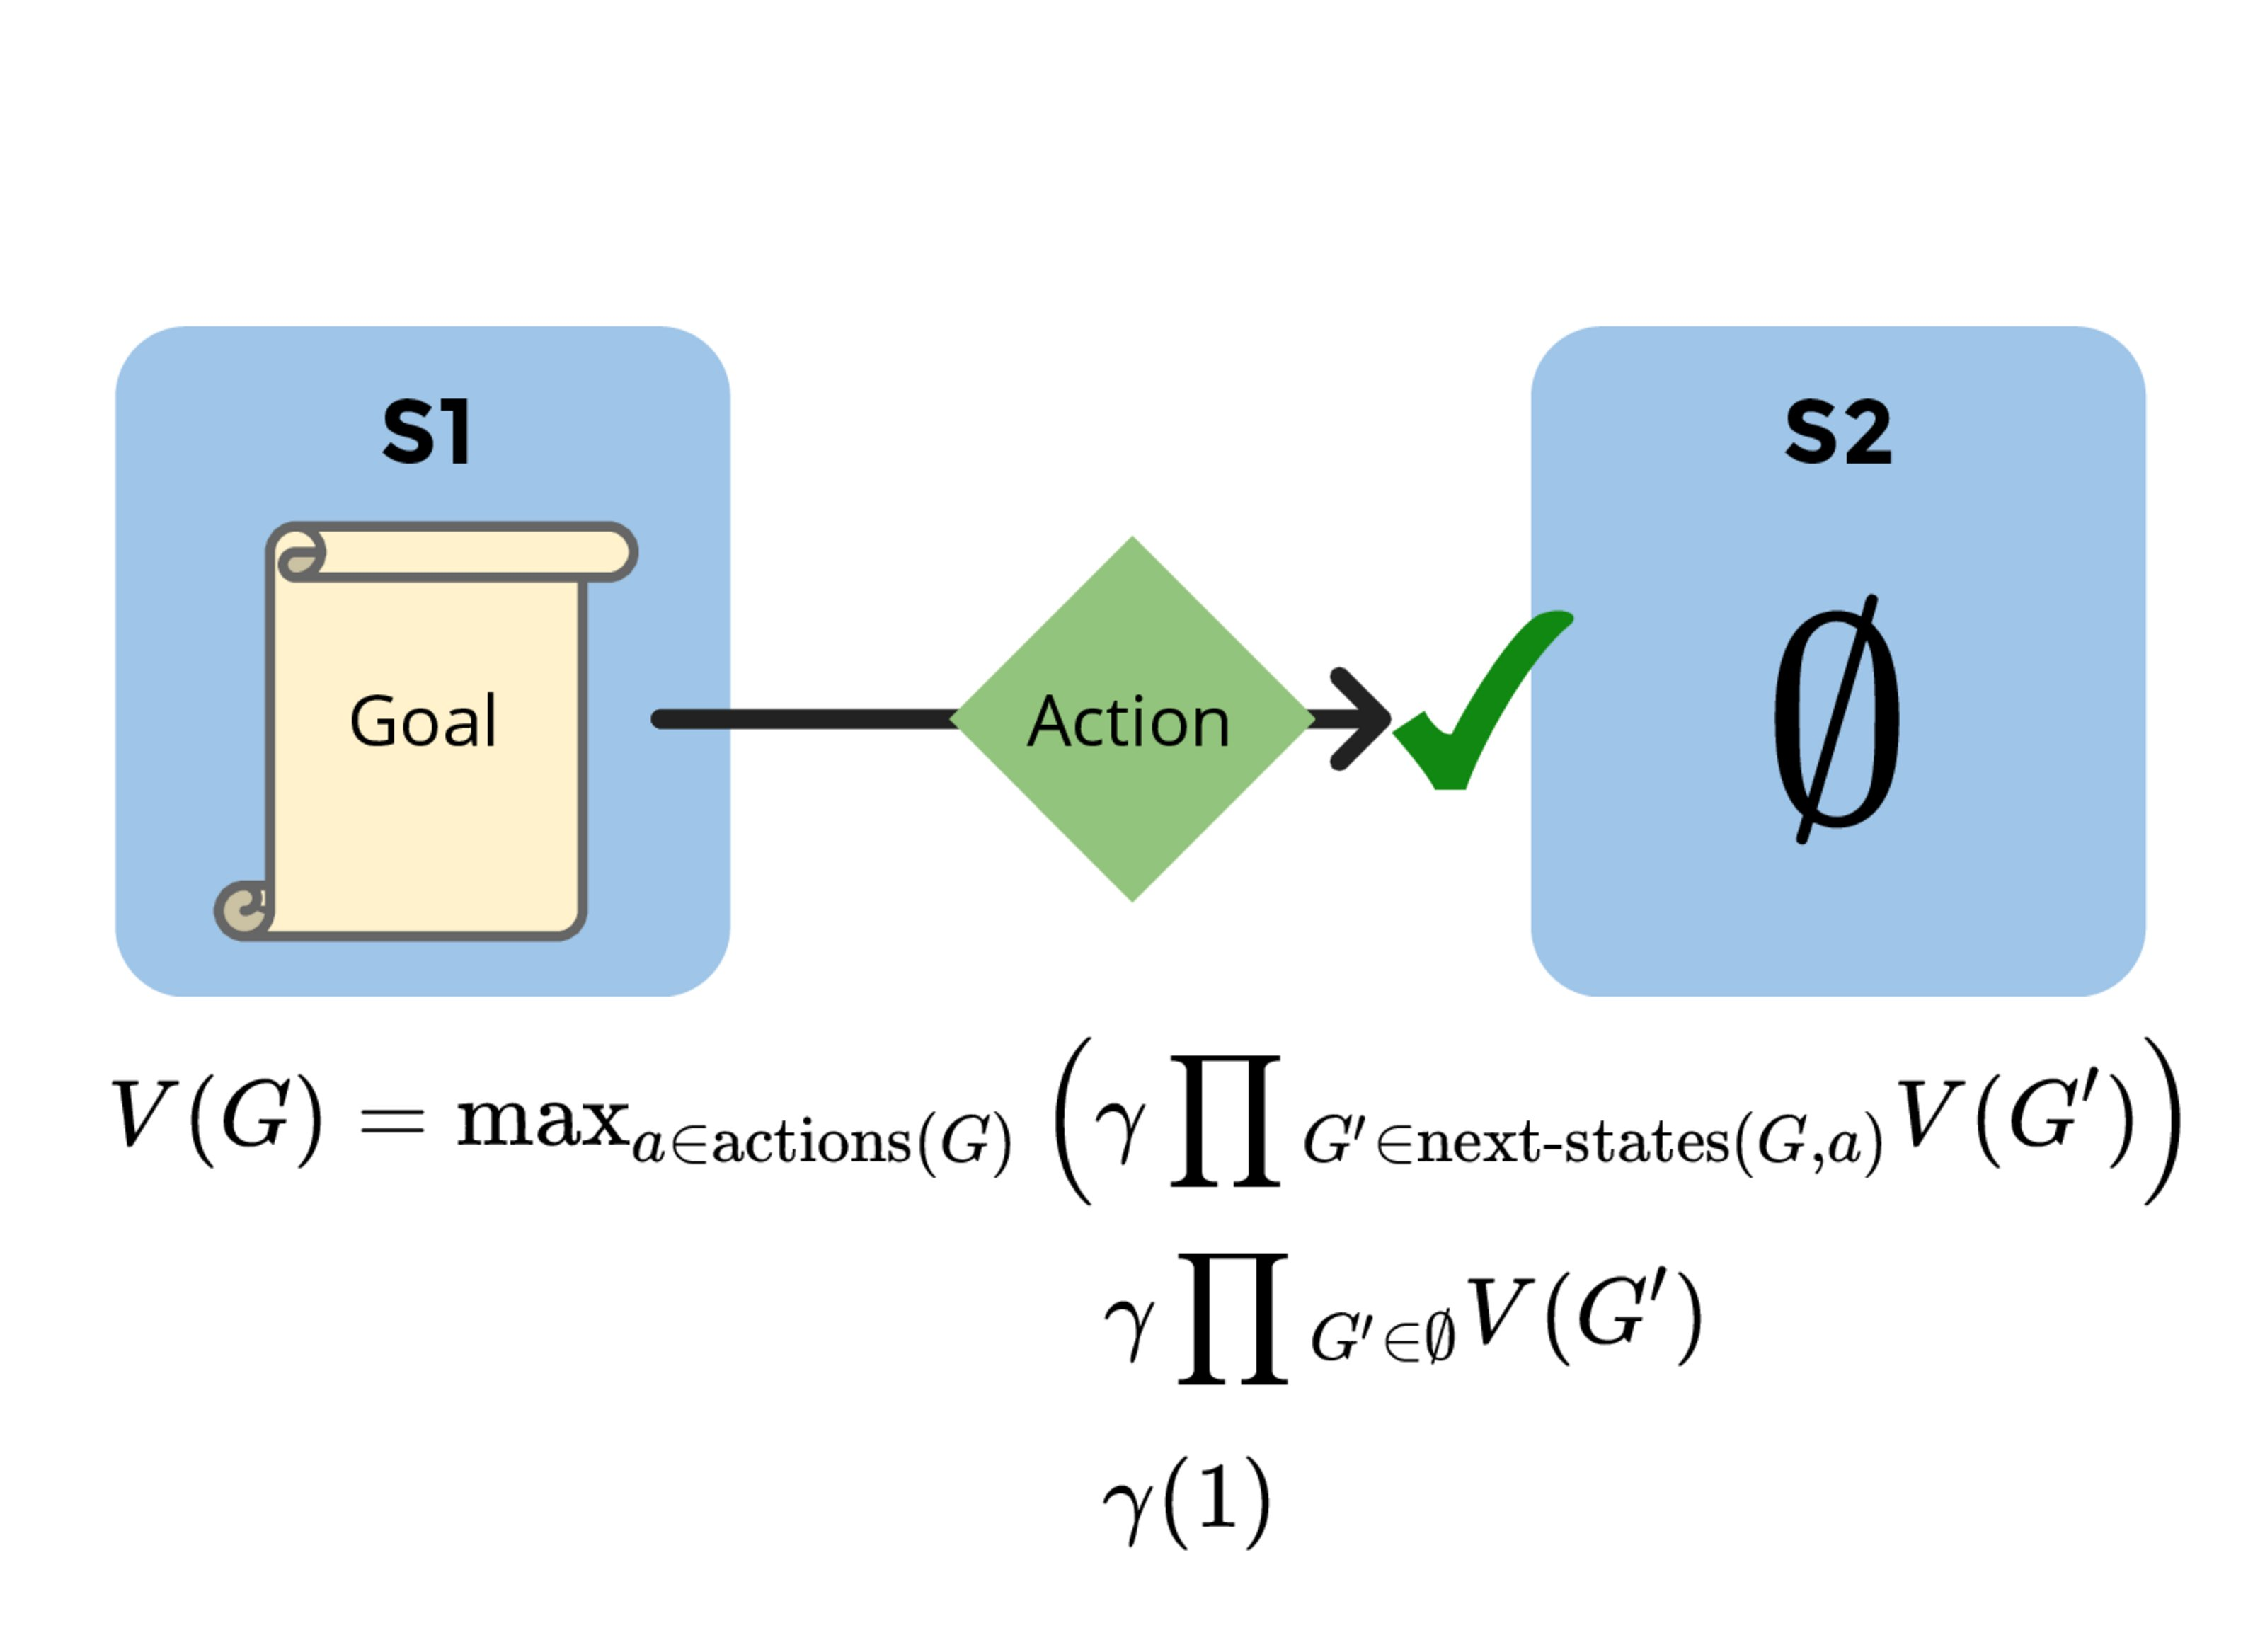 S1
S2
Goal
Action
∅
V(G) = max_{a∈actions(G)} (γ ∏_{G′∈next-states(G,a)} V(G′))
γ ∏_{G′∈∅} V(G′)
γ(1)